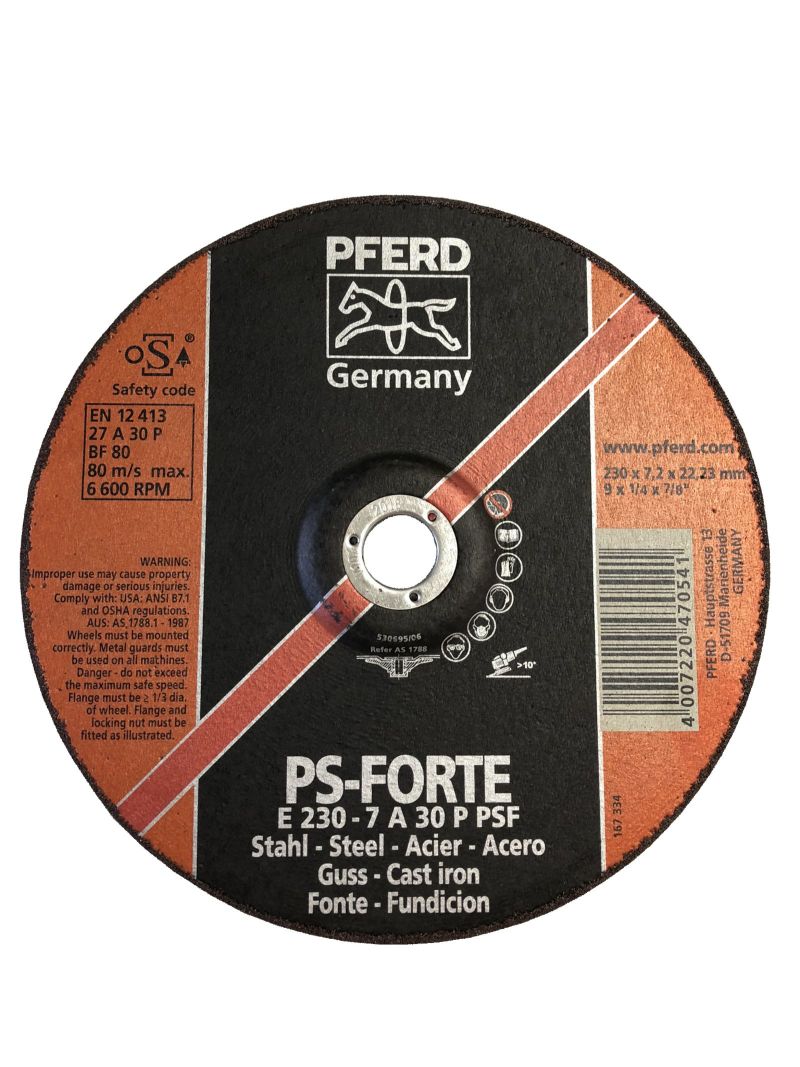 PFERD
Germany
OSA®
Safety code
EN 12 413
27 A 30 P
BF 80
80 m/s max.
6 600 RPM
www.pferd.com
230 x 7,2 x 22,23 mm
9 x 1/4 x 7/8"
WARNING:
Improper use may cause property
damage or serious injuries.
Comply with: USA: ANSI B7.1
and OSHA regulations.
AUS: AS 1788.1 - 1987
Wheels must be mounted
correctly. Metal guards must
be used on all machines.
Danger - do not exceed
the maximum safe speed.
Flange must be ≥ 1/3 dia.
of wheel. Flange and
locking nut must be
fitted as illustrated.
530695/06
Refer AS 1788
>10°
4 007220 470541
PFERD - Hauptstrasse 13
D-51709 Marienheide
GERMANY
167 334
PS-FORTE
E 230 - 7 A 30 P PSF
Stahl - Steel - Acier - Acero
Guss - Cast iron
Fonte - Fundicion